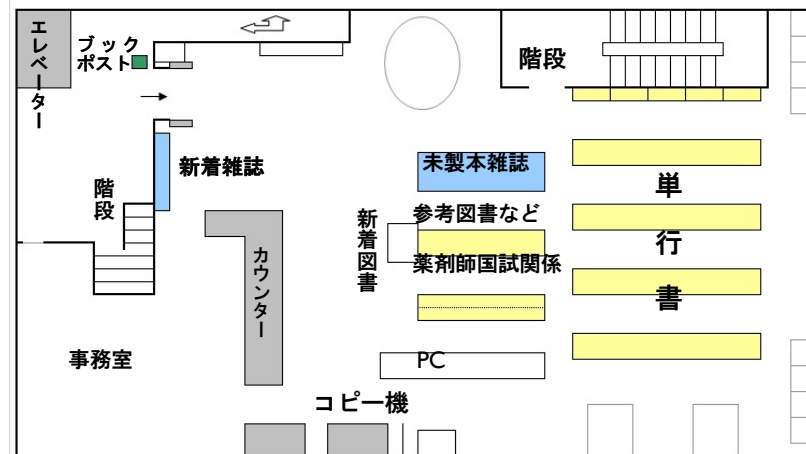 エレベーター
ブック
ポスト
階段
新着雑誌
未製本雑誌
階段
単行書
新着図書
参考図書など
カウンター
薬剤師国試関係
事務室
PC
コピー機